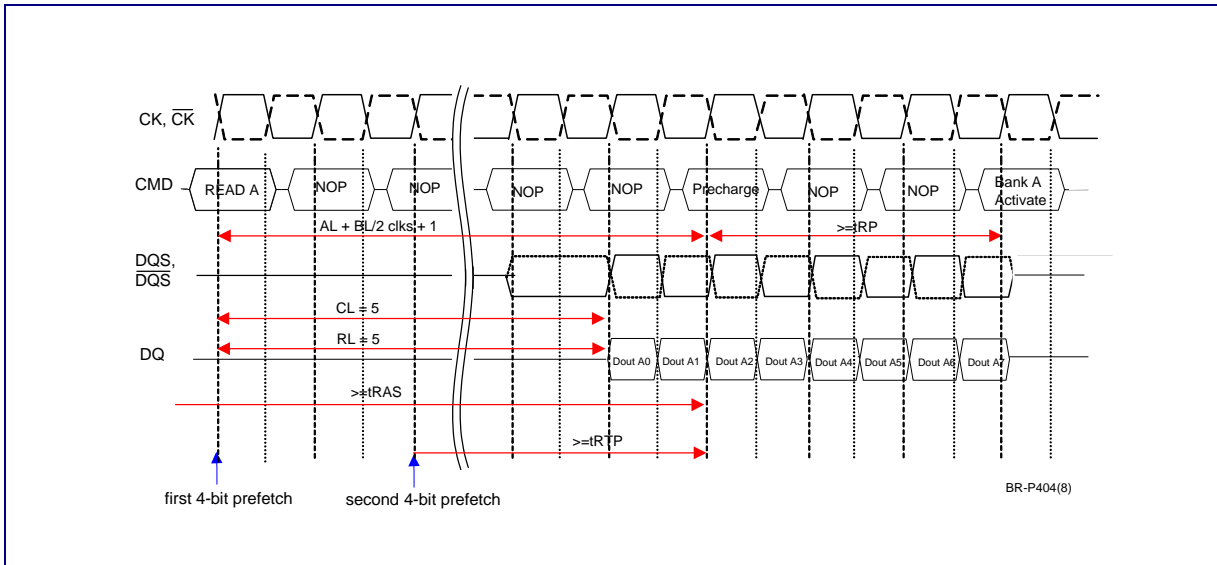 CK, CK
CMD
READ A
NOP
NOP
NOP
NOP
Precharge
NOP
NOP
Bank A
Activate
AL + BL/2 clks + 1
>=tRP
DQS,
DQS
CL = 5
RL = 5
DQ
Dout A0
Dout A1
Dout A2
Dout A3
Dout A4
Dout A5
Dout A6
Dout A7
>=tRAS
>=tRTP
first 4-bit prefetch
second 4-bit prefetch
BR-P404(8)